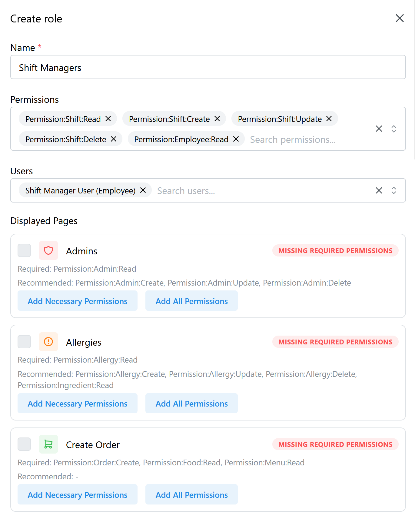 Create role
Name *
Shift Managers
Permissions
Permission:Shift:Read Permission:Shift:Create Permission:Shift:Update
Permission:Shift:Delete Permission:Employee:Read Search permissions...
Users
Shift Manager User (Employee) Search users...
Displayed Pages
Admins MISSING REQUIRED PERMISSIONS
Required: Permission:Admin:Read
Recommended: Permission:Admin:Create, Permission:Admin:Update, Permission:Admin:Delete
Add Necessary Permissions Add All Permissions
Allergies MISSING REQUIRED PERMISSIONS
Required: Permission:Allergy:Read
Recommended: Permission:Allergy:Create, Permission:Allergy:Update, Permission:Allergy:Delete,
Permission:Ingredient:Read
Add Necessary Permissions Add All Permissions
Create Order MISSING REQUIRED PERMISSIONS
Required: Permission:Order:Create, Permission:Food:Read, Permission:Menu:Read
Recommended: -
Add Necessary Permissions Add All Permissions